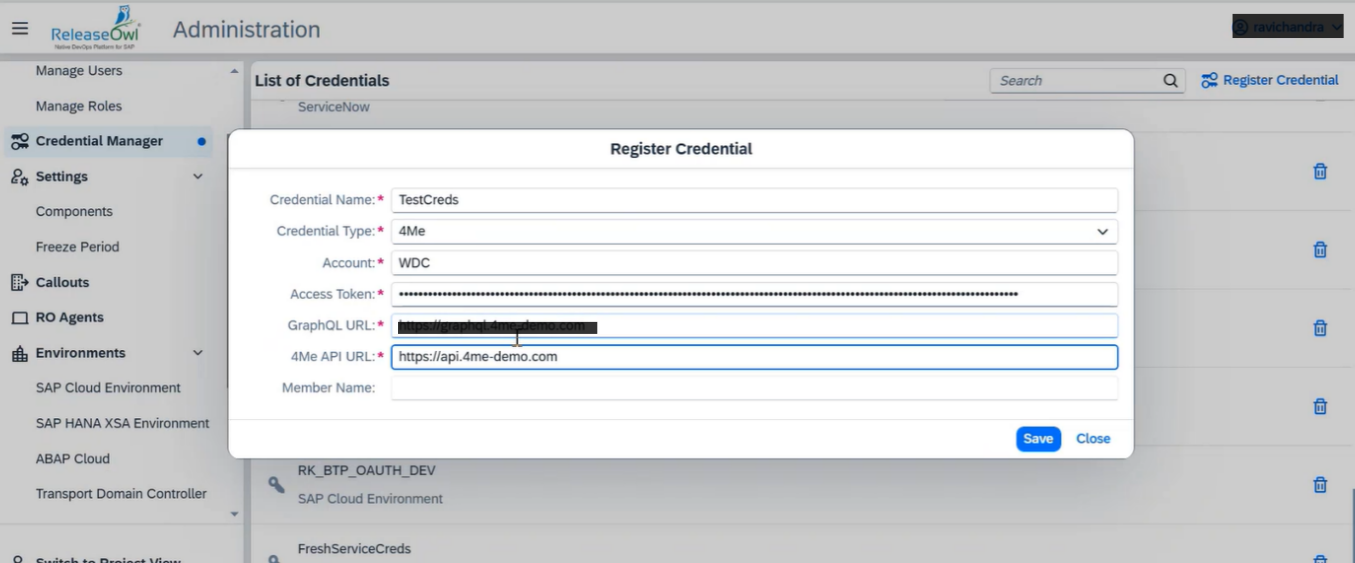 ReleaseOwl
Native DevOps Platform for SAP
Administration
ravichandra
Manage Users
Manage Roles
Credential Manager
Settings
Components
Freeze Period
Callouts
RO Agents
Environments
SAP Cloud Environment
SAP HANA XSA Environment
ABAP Cloud
Transport Domain Controller
Switch to Project View
List of Credentials
Search
Register Credential
ServiceNow
Register Credential
Credential Name:* TestCreds
Credential Type:* 4Me
Account:* WDC
Access Token:*
GraphQL URL:* https://graphql.4me-demo.com
4Me API URL:* https://api.4me-demo.com
Member Name:
Save Close
RK_BTP_OAUTH_DEV
SAP Cloud Environment
FreshServiceCreds